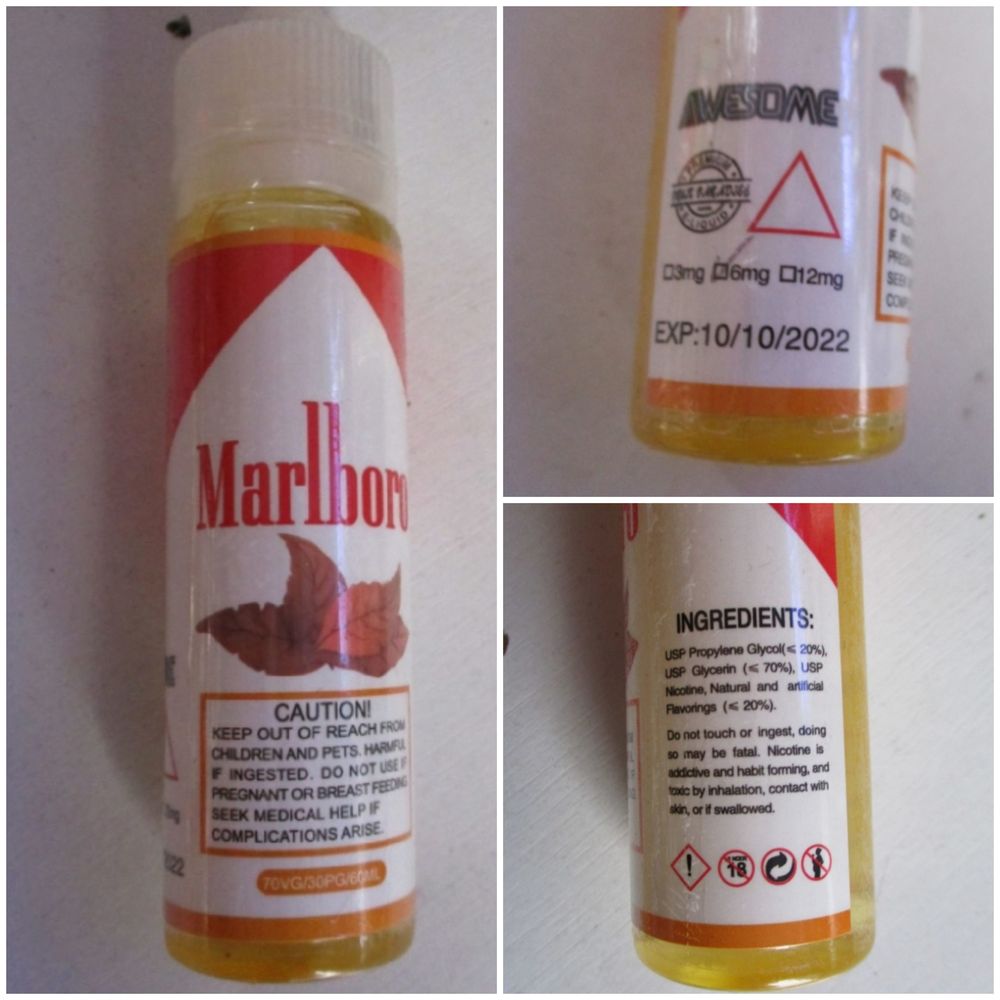 Marlboro
CAUTION!
KEEP OUT OF REACH FROM
CHILDREN AND PETS. HARMFUL
IF INGESTED. DO NOT USE IF
PREGNANT OR BREAST FEEDING
SEEK MEDICAL HELP IF
COMPLICATIONS ARISE.
70VG/30PG/60ML
2022
AWESOME
PREMIUM
E-LIQUID
3mg 6mg 12mg
EXP:10/10/2022
INGREDIENTS:
USP Propylene Glycol(≤ 20%),
USP Glycerin (≤ 70%), USP
Nicotine, Natural and artificial
Flavorings (≤ 20%).
Do not touch or ingest, doing
so may be fatal. Nicotine is
addictive and habit forming, and
toxic by inhalation, contact with
skin, or if swallowed.
18